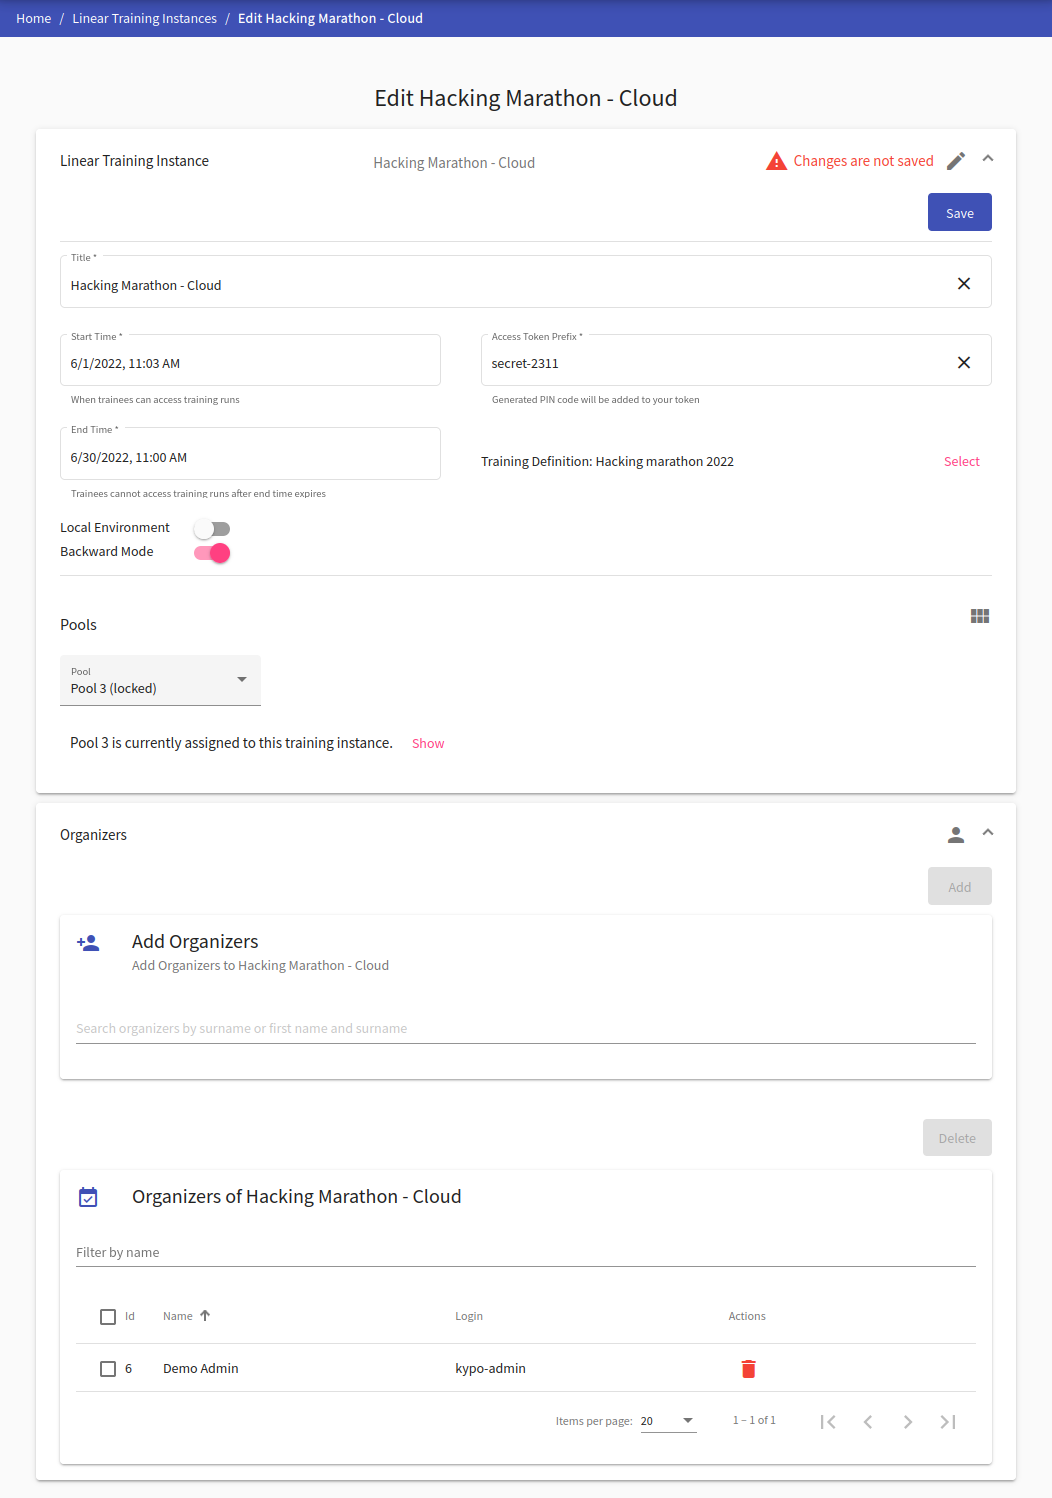 Home / Linear Training Instances / Edit Hacking Marathon - Cloud
Edit Hacking Marathon - Cloud
Linear Training Instance
Hacking Marathon - Cloud
Changes are not saved
Save
Title *
Hacking Marathon - Cloud
Start Time *
6/1/2022, 11:03 AM
When trainees can access training runs
Access Token Prefix *
secret-2311
Generated PIN code will be added to your token
End Time *
6/30/2022, 11:00 AM
Trainees cannot access training runs after end time expires
Training Definition: Hacking marathon 2022
Select
Local Environment
Backward Mode
Pools
Pool
Pool 3 (locked)
Pool 3 is currently assigned to this training instance. Show
Organizers
Add
Add Organizers
Add Organizers to Hacking Marathon - Cloud
Search organizers by surname or first name and surname
Delete
Organizers of Hacking Marathon - Cloud
Filter by name
Id Name Login Actions
6 Demo Admin kypo-admin
Items per page: 20 1 – 1 of 1